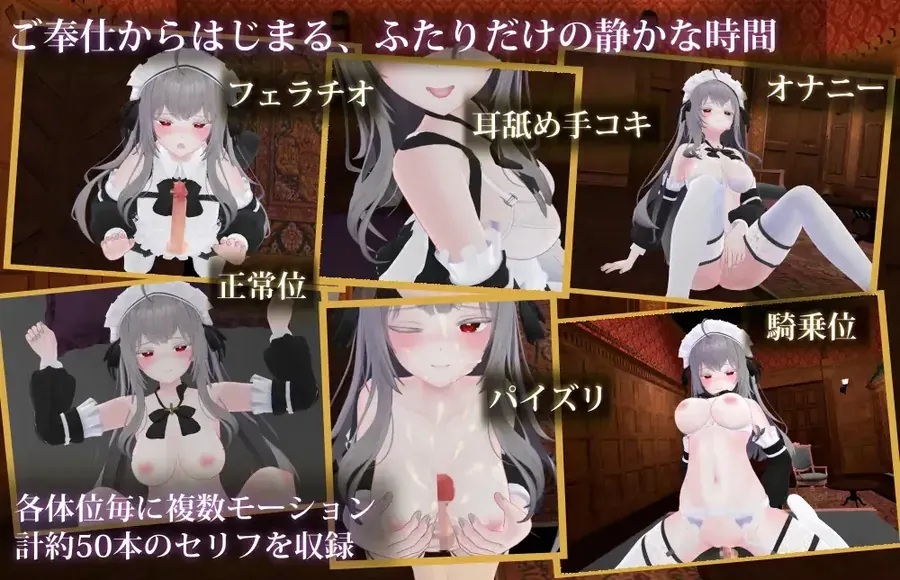 ご奉仕からはじまる、ふたりだけの静かな時間
フェラチオ
耳舐め手コキ
オナニー
正常位
パイズリ
騎乗位
各体位毎に複数モーション
計約50本のセリフを収録